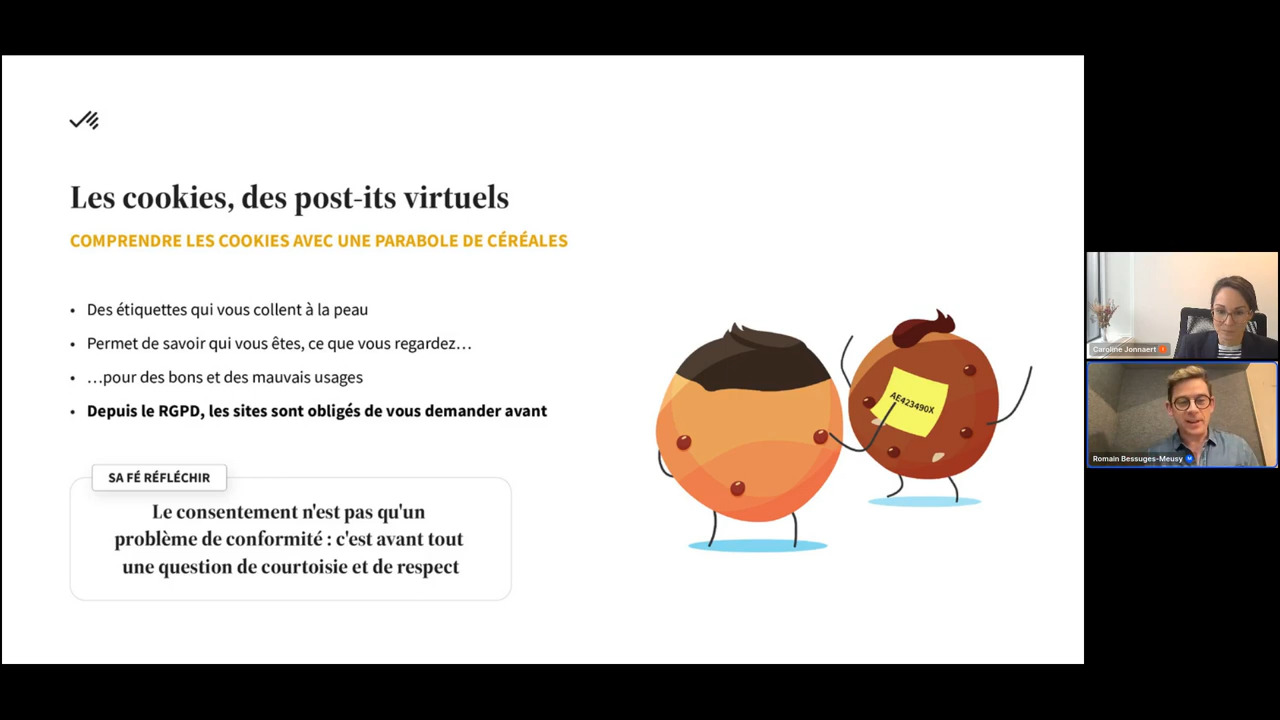 Les cookies, des post-its virtuels
COMPRENDRE LES COOKIES AVEC UNE PARABOLE DE CÉRÉALES
• Des étiquettes qui vous collent à la peau
• Permet de savoir qui vous êtes, ce que vous regardez…
• …pour des bons et des mauvais usages
• Depuis le RGPD, les sites sont obligés de vous demander avant
SA FÉ RÉFLÉCHIR
Le consentement n'est pas qu'un
problème de conformité : c'est avant tout
une question de courtoisie et de respect
AE423490X
Caroline Jonnaert
Romain Bessuges-Meusy